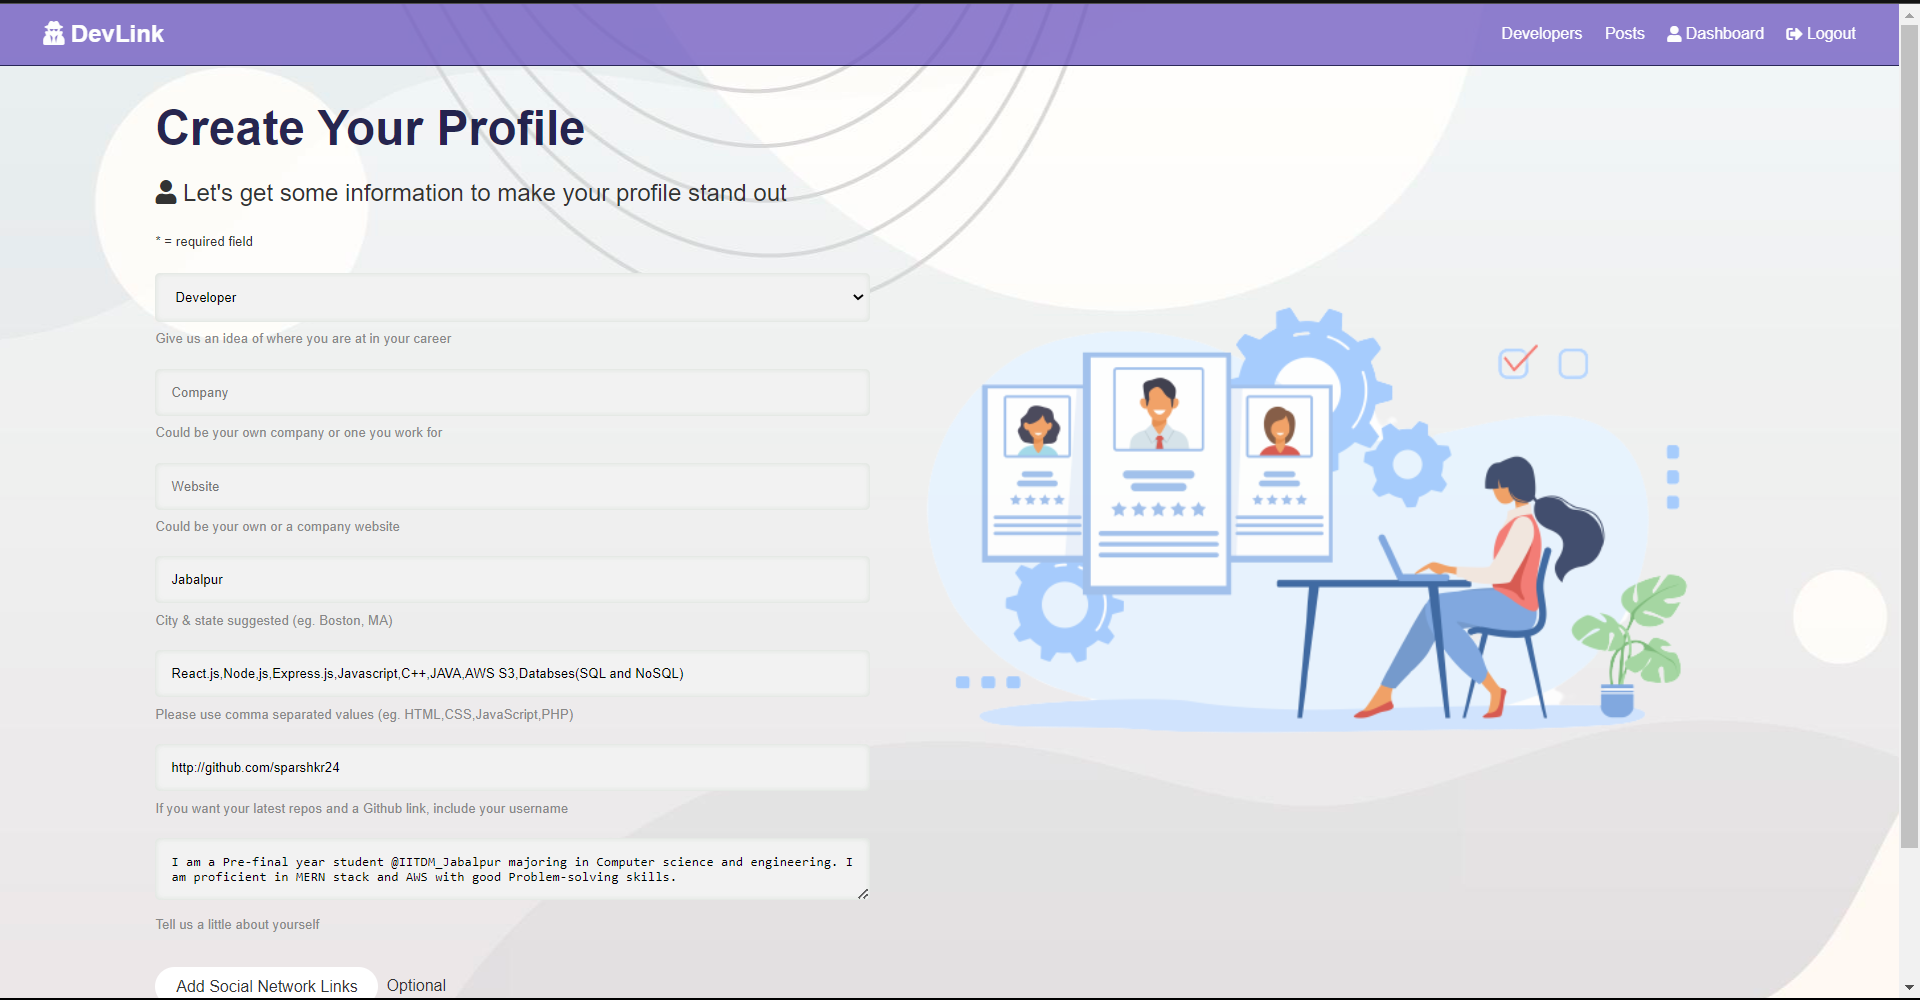 DevLink
Developers Posts Dashboard Logout
Create Your Profile
Let's get some information to make your profile stand out
* = required field
Developer
Give us an idea of where you are at in your career
Company
Could be your own company or one you work for
Website
Could be your own or a company website
Jabalpur
City & state suggested (eg. Boston, MA)
React.js,Node.js,Express.js,Javascript,C++,JAVA,AWS S3,Databses(SQL and NoSQL)
Please use comma separated values (eg. HTML,CSS,JavaScript,PHP)
http://github.com/sparshkr24
If you want your latest repos and a Github link, include your username
I am a Pre-final year student @IITDM_Jabalpur majoring in Computer science and engineering. I
am proficient in MERN stack and AWS with good Problem-solving skills.
Tell us a little about yourself
Add Social Network Links Optional